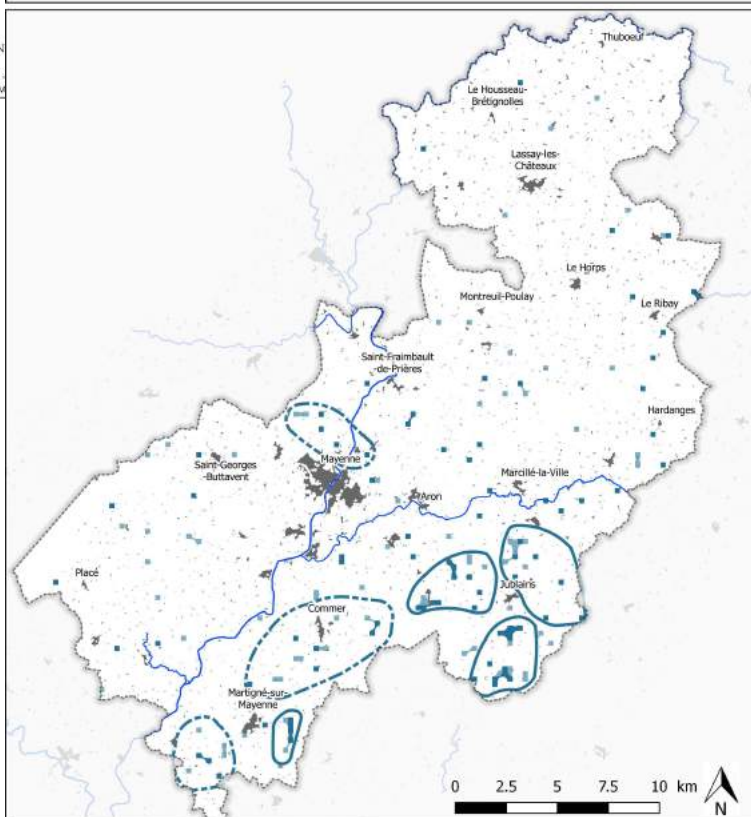 Thuboeuf
Le Housseau-
Brétignolles
Lassay-les-
Châteaux
Le Horps
Montreuil-Poulay
Le Ribay
Saint-Fraimbault
-de-Prières
Hardanges
Mayenne
Saint-Georges
-Buttavent
Marcillé-la-Ville
Aron
Placé
Jublains
Commer
Martigné-sur-
Mayenne
0 2.5 5 7.5 10 km
N